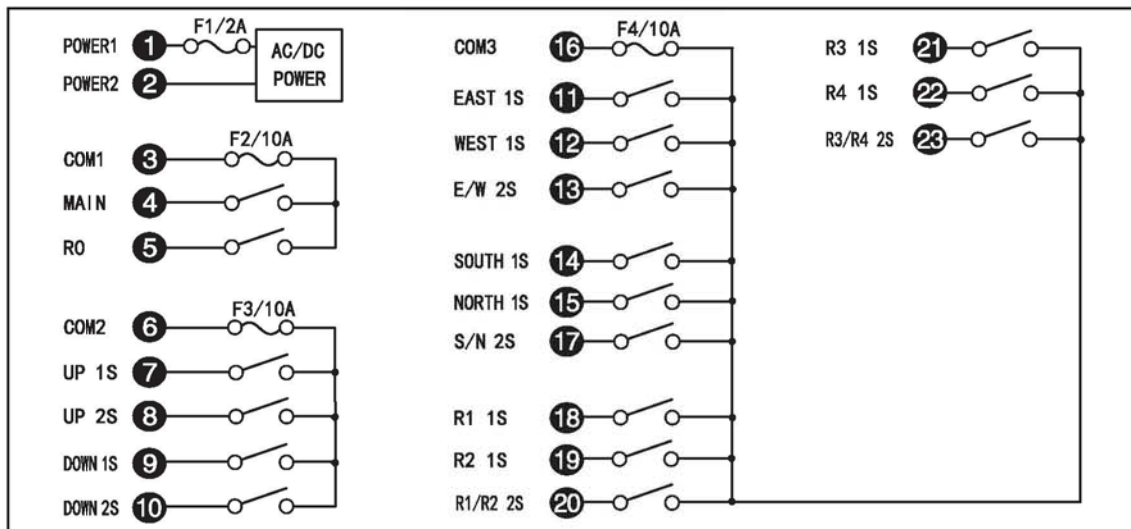 F1/2A
POWER1 1
AC/DC
POWER
POWER2 2
F2/10A
COM1 3
MAIN 4
RO 5
F3/10A
COM2 6
UP 1S 7
UP 2S 8
DOWN 1S 9
DOWN 2S 10
F4/10A
COM3 16
EAST 1S 11
WEST 1S 12
E/W 2S 13
SOUTH 1S 14
NORTH 1S 15
S/N 2S 17
R1 1S 18
R2 1S 19
R1/R2 2S 20
R3 1S 21
R4 1S 22
R3/R4 2S 23